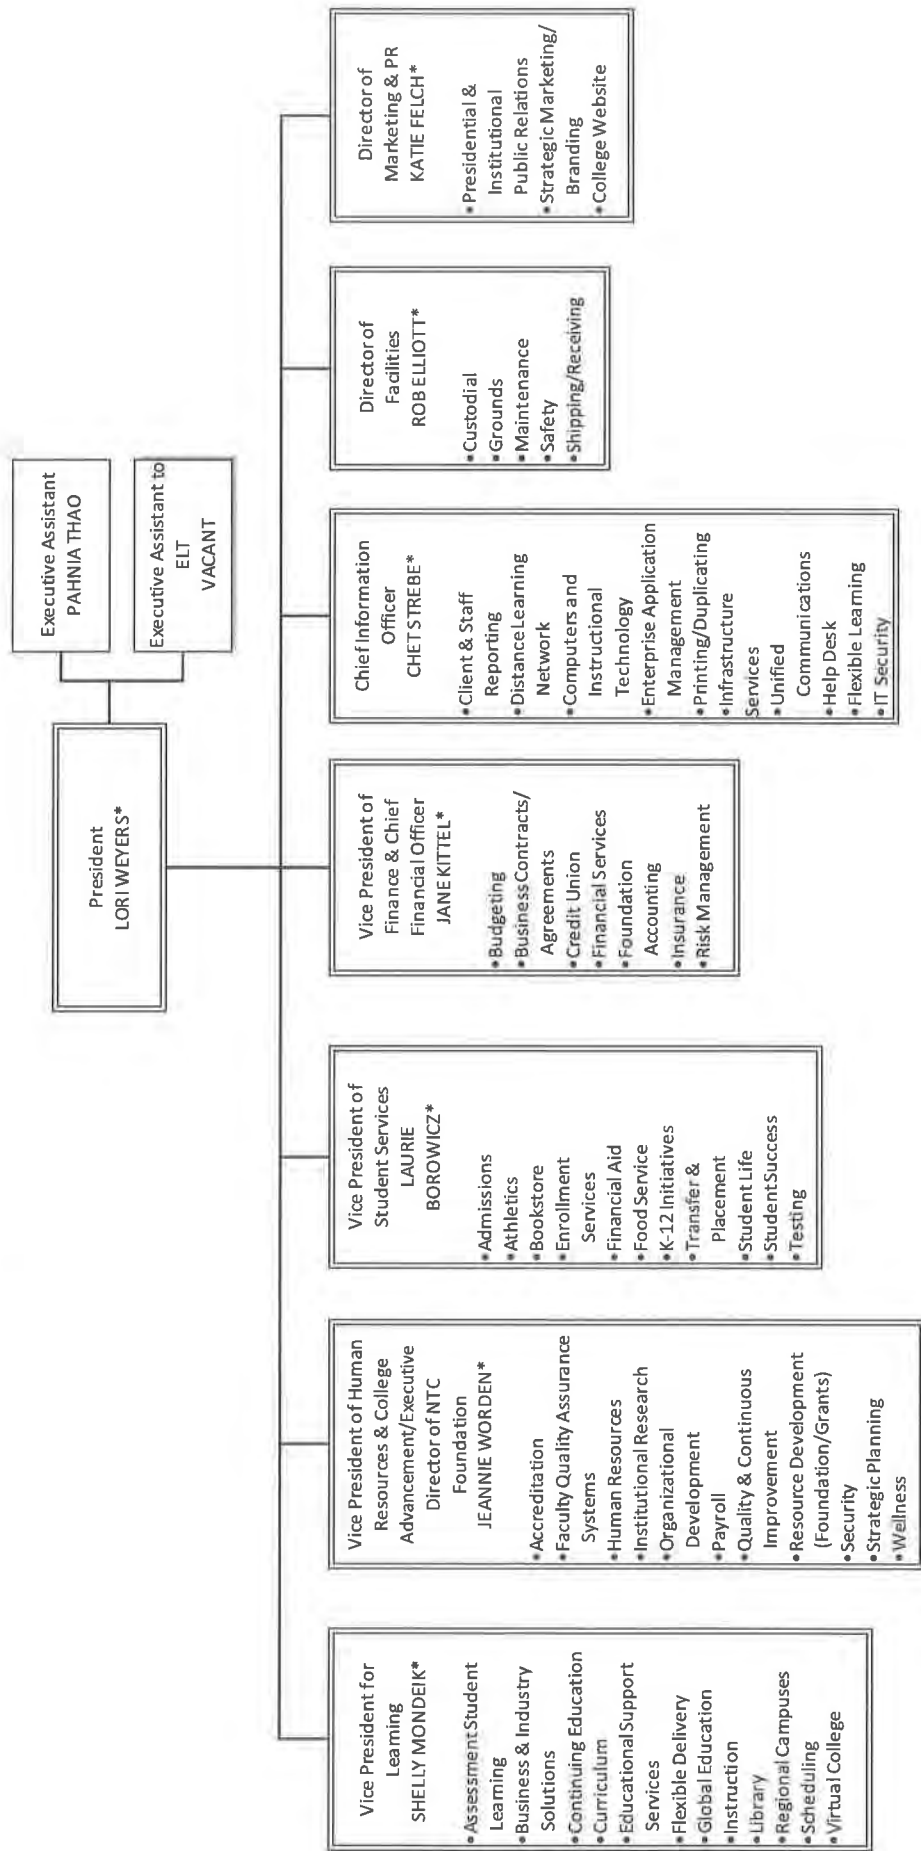 President
LORI WEYERS*
Executive Assistant
PAHNIA THAO
Executive Assistant to
ELT
VACANT
Vice President for
Learning
SHELLY MONDEIK*
•Assessment Student
Learning
•Business & Industry
Solutions
•Continuing Education
•Curriculum
•Educational Support
Services
•Flexible Delivery
•Global Education
•Instruction
•Library
•Regional Campuses
•Scheduling
•Virtual College
Vice President of Human
Resources & College
Advancement/Executive
Director of NTC
Foundation
JEANNIE WORDEN*
•Accreditation
•Faculty Quality Assurance
Systems
•Human Resources
•Institutional Research
•Organizational
Development
•Payroll
•Quality & Continuous
Improvement
•Resource Development
(Foundation/Grants)
•Security
•Strategic Planning
•Wellness
Vice President of
Student Services
LAURIE
BOROWICZ*
•Admissions
•Athletics
•Bookstore
•Enrollment
Services
•Financial Aid
•Food Service
•K-12 Initiatives
•Transfer &
Placement
•Student Life
•Student Success
•Testing
Vice President of
Finance & Chief
Financial Officer
JANE KITTEL*
•Budgeting
•Business Contracts/
Agreements
•Credit Union
•Financial Services
•Foundation
Accounting
•Insurance
•Risk Management
Chief Information
Officer
CHET STREBE*
•Client & Staff
Reporting
•Distance Learning
Network
•Computers and
Instructional
Technology
•Enterprise Application
Management
•Printing/Duplicating
•Infrastructure
Services
•Unified
Communications
•Help Desk
•Flexible Learning
•IT Security
Director of
Facilities
ROB ELLIOTT*
•Custodial
•Grounds
•Maintenance
•Safety
•Shipping/Receiving
Director of
Marketing & PR
KATIE FELCH*
•Presidential &
Institutional
Public Relations
•Strategic Marketing/
Branding
•College Website